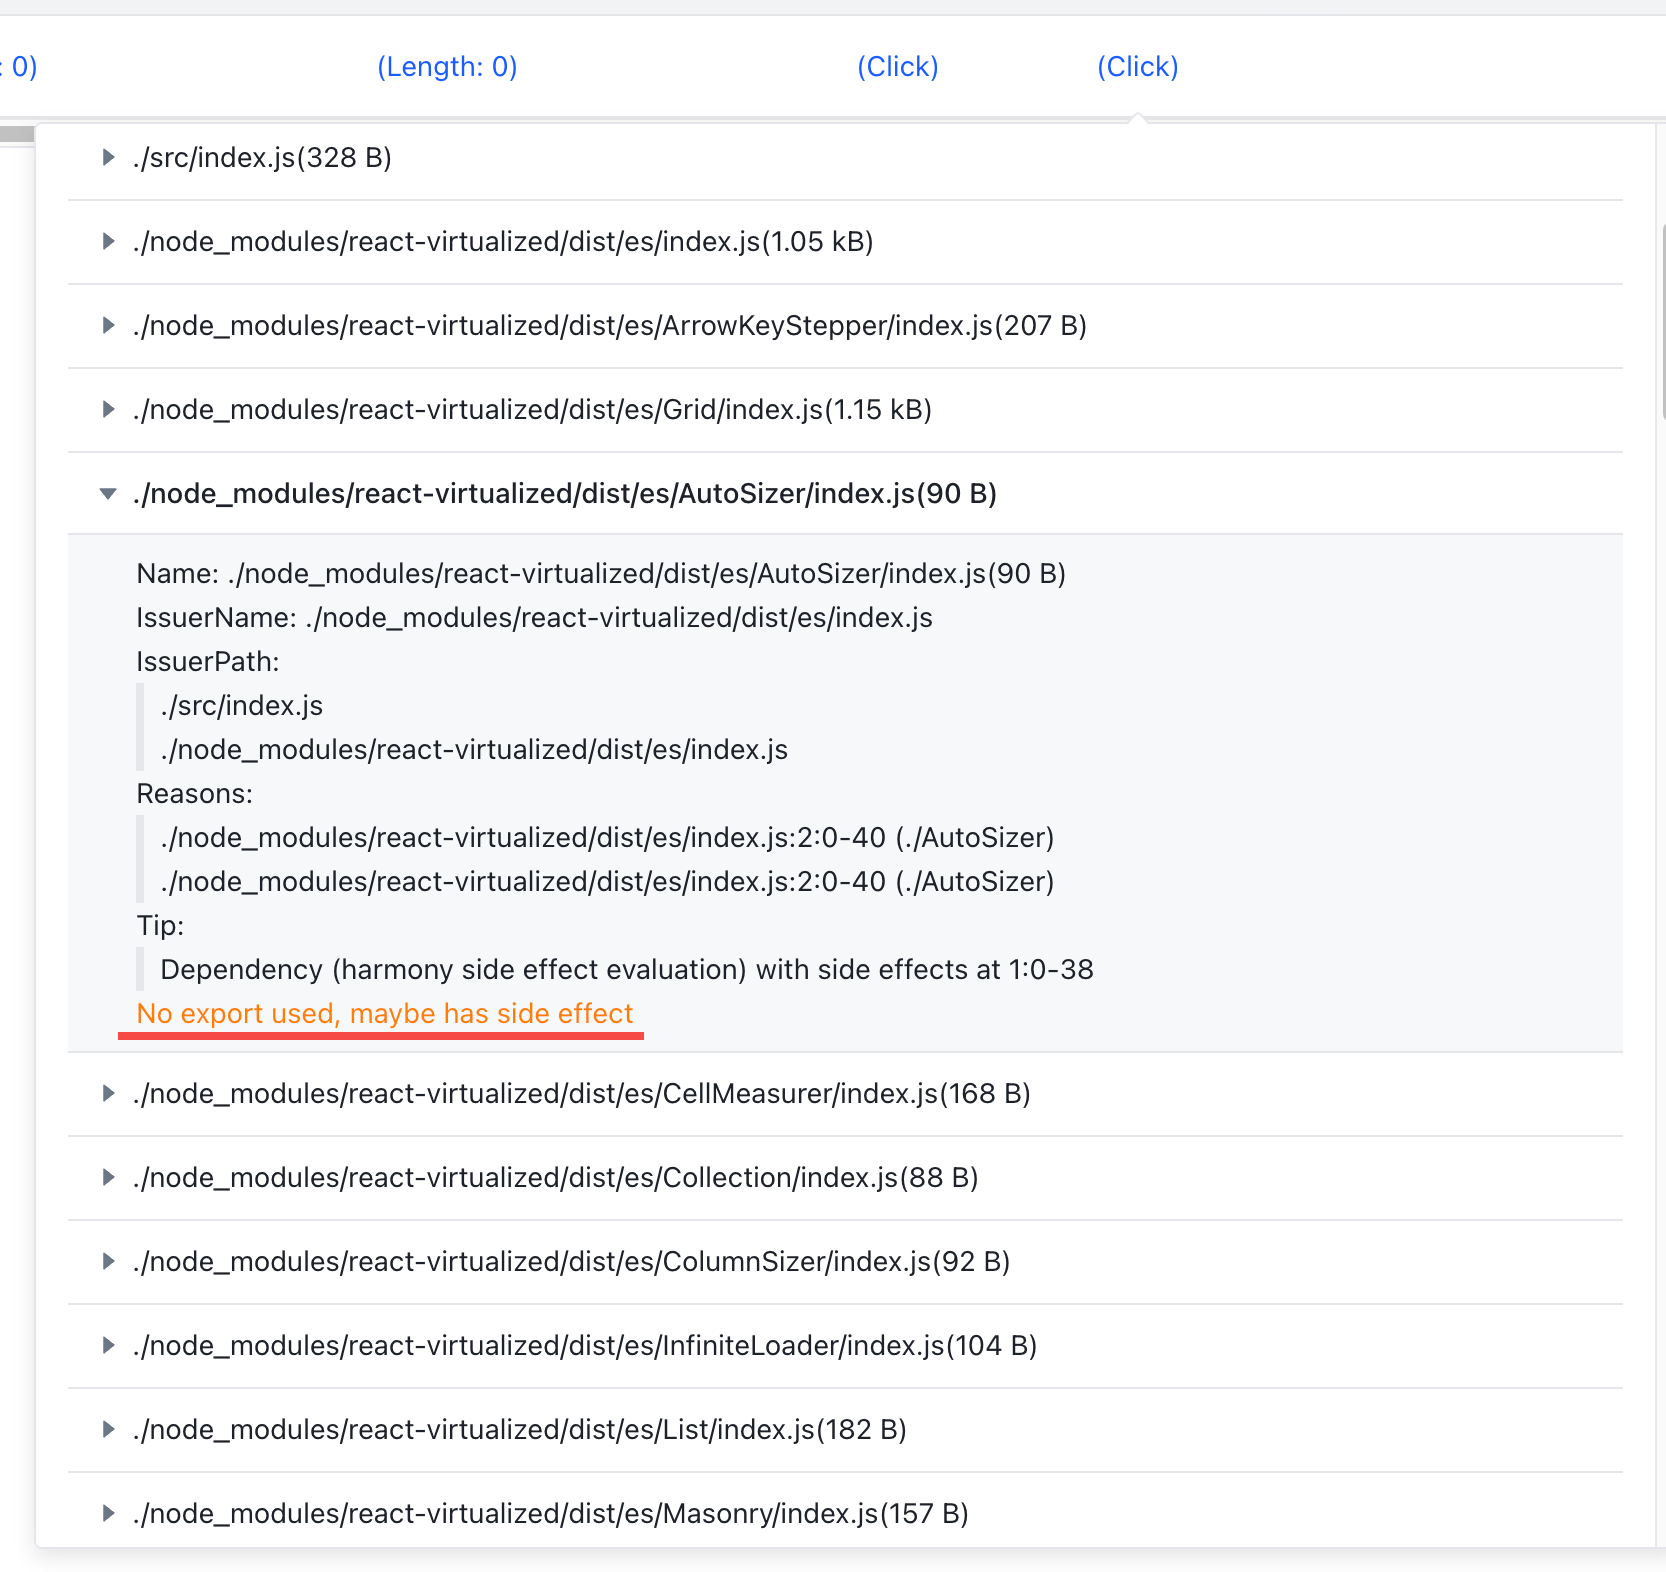 : 0)
(Length: 0)
(Click)
(Click)
./src/index.js(328 B)
./node_modules/react-virtualized/dist/es/index.js(1.05 kB)
./node_modules/react-virtualized/dist/es/ArrowKeyStepper/index.js(207 B)
./node_modules/react-virtualized/dist/es/Grid/index.js(1.15 kB)
./node_modules/react-virtualized/dist/es/AutoSizer/index.js(90 B)
Name: ./node_modules/react-virtualized/dist/es/AutoSizer/index.js(90 B)
IssuerName: ./node_modules/react-virtualized/dist/es/index.js
IssuerPath:
./src/index.js
./node_modules/react-virtualized/dist/es/index.js
Reasons:
./node_modules/react-virtualized/dist/es/index.js:2:0-40 (./AutoSizer)
./node_modules/react-virtualized/dist/es/index.js:2:0-40 (./AutoSizer)
Tip:
Dependency (harmony side effect evaluation) with side effects at 1:0-38
No export used, maybe has side effect
./node_modules/react-virtualized/dist/es/CellMeasurer/index.js(168 B)
./node_modules/react-virtualized/dist/es/Collection/index.js(88 B)
./node_modules/react-virtualized/dist/es/ColumnSizer/index.js(92 B)
./node_modules/react-virtualized/dist/es/InfiniteLoader/index.js(104 B)
./node_modules/react-virtualized/dist/es/List/index.js(182 B)
./node_modules/react-virtualized/dist/es/Masonry/index.js(157 B)